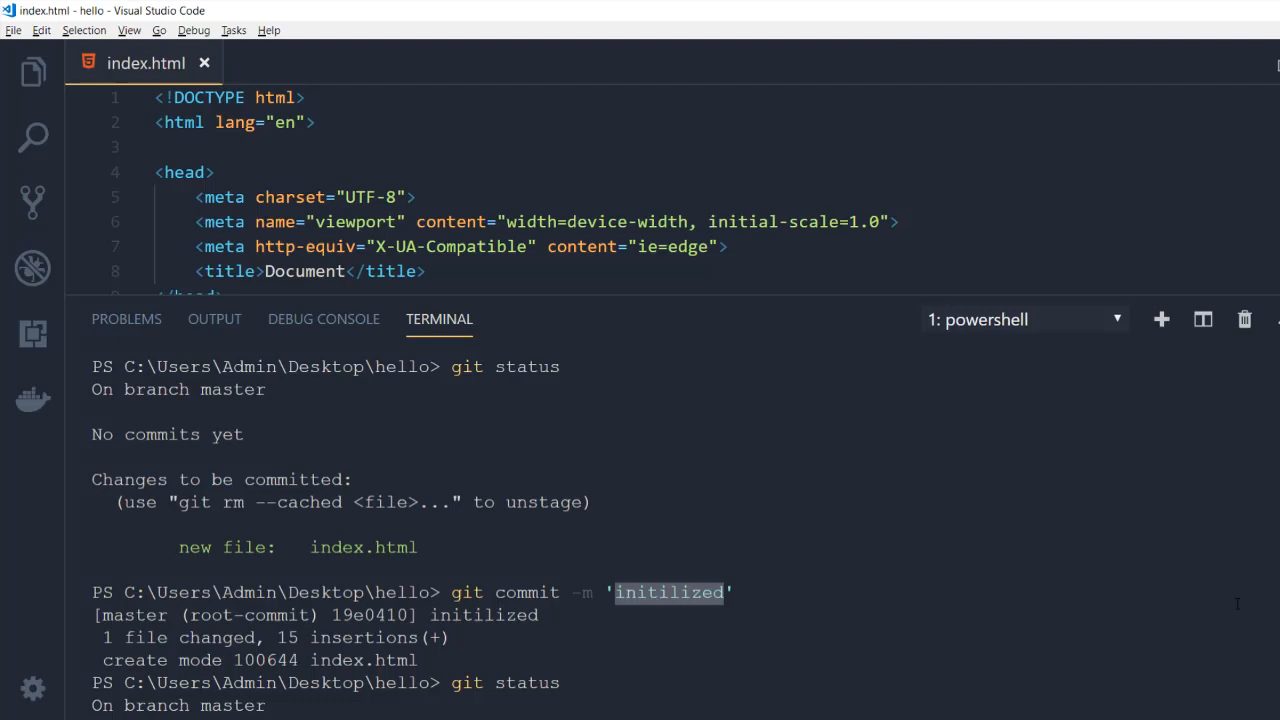 index.html - hello - Visual Studio Code
File Edit Selection View Go Debug Tasks Help
index.html ×
1 <!DOCTYPE html>
2 <html lang="en">
3
4 <head>
5 <meta charset="UTF-8">
6 <meta name="viewport" content="width=device-width, initial-scale=1.0">
7 <meta http-equiv="X-UA-Compatible" content="ie=edge">
8 <title>Document</title>
9 </head>
PROBLEMS OUTPUT DEBUG CONSOLE TERMINAL 1: powershell
PS C:\Users\Admin\Desktop\hello> git status
On branch master
No commits yet
Changes to be committed:
(use "git rm --cached <file>..." to unstage)
new file: index.html
PS C:\Users\Admin\Desktop\hello> git commit -m 'initilized'
[master (root-commit) 19e0410] initilized
1 file changed, 15 insertions(+)
create mode 100644 index.html
PS C:\Users\Admin\Desktop\hello> git status
On branch master